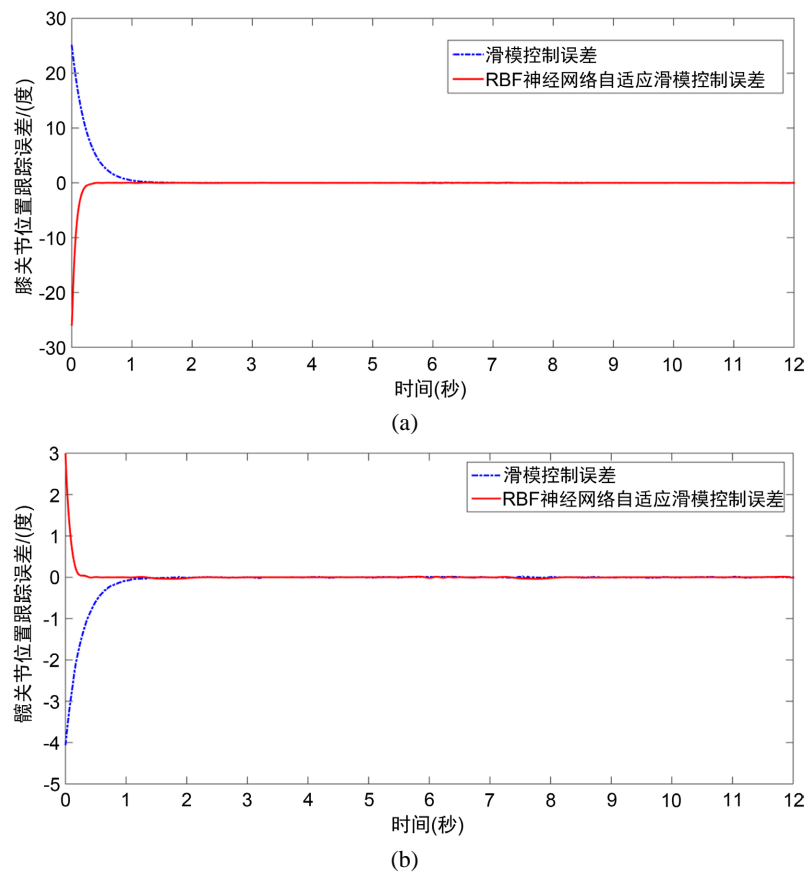 30
20
10
0
-10
-20
-30
膝关节位置跟踪误差/(度)
滑模控制误差
RBF神经网络自适应滑模控制误差
0 1 2 3 4 5 6 7 8 9 10 11 12
时间(秒)
(a)
3
2
1
0
-1
-2
-3
-4
-5
髋关节位置跟踪误差/(度)
滑模控制误差
RBF神经网络自适应滑模控制误差
0 1 2 3 4 5 6 7 8 9 10 11 12
时间(秒)
(b)